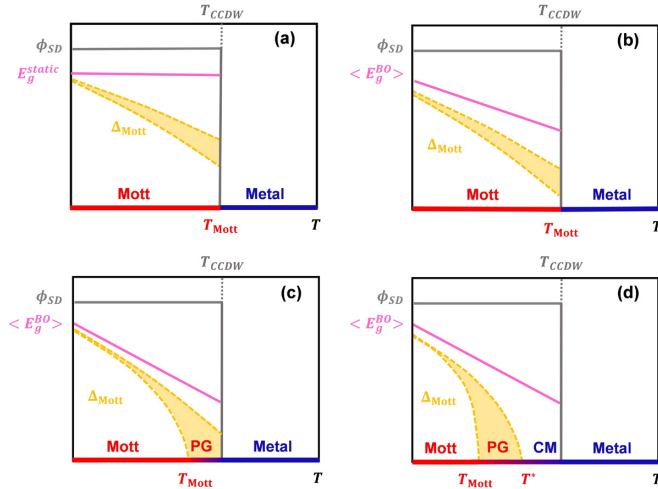 T_CCDW
(a)
ϕ_SD
E_g^static
Δ_Mott
Mott Metal
T_Mott T
T_CCDW
(b)
ϕ_SD
< E_g^BO >
Δ_Mott
Mott Metal
T_Mott T
T_CCDW
(c)
ϕ_SD
< E_g^BO >
Δ_Mott
Mott PG Metal
T_Mott T
T_CCDW
(d)
ϕ_SD
< E_g^BO >
Δ_Mott
Mott PG CM Metal
T_Mott T* T